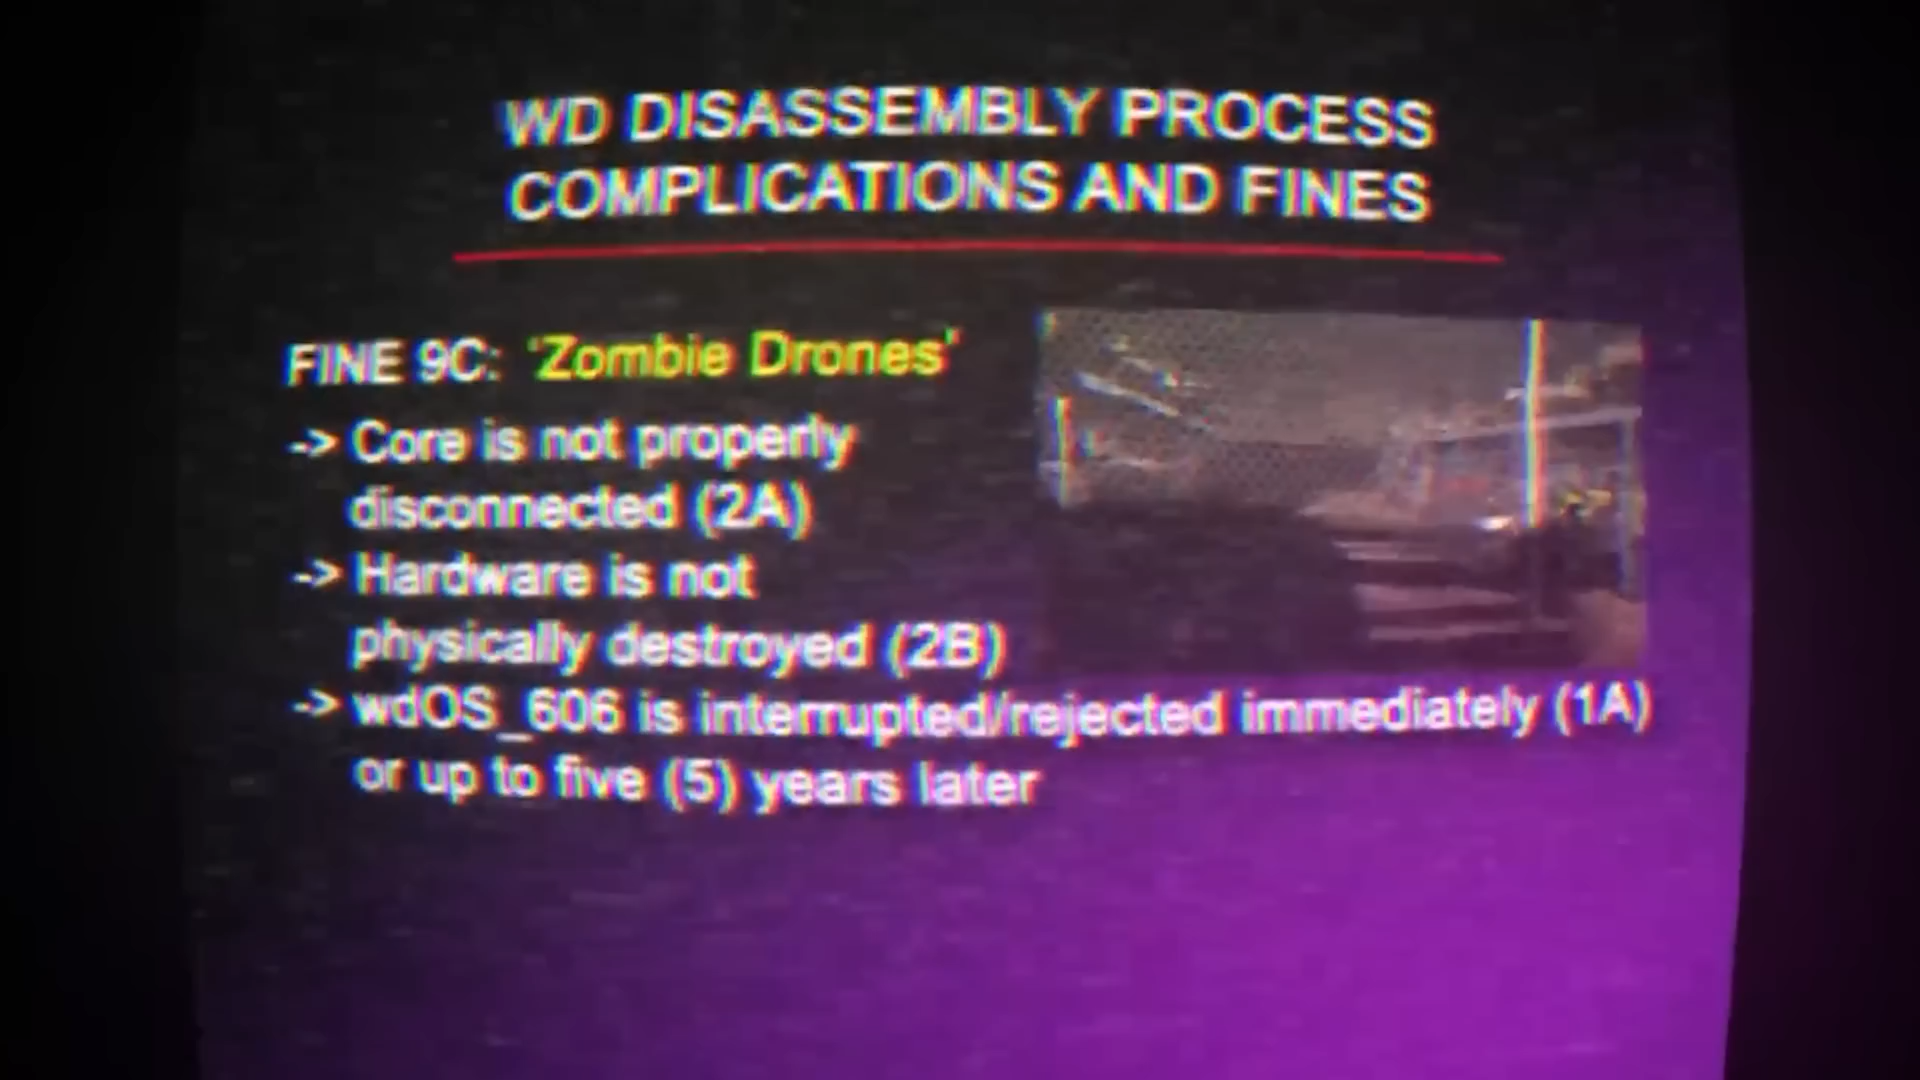 WD DISASSEMBLY PROCESS
COMPLICATIONS AND FINES
FINE 9C: 'Zombie Drones'
-> Core is not properly
disconnected (2A)
-> Hardware is not
physically destroyed (2B)
-> wdOS_606 is interrupted/rejected immediately (1A)
or up to five (5) years later